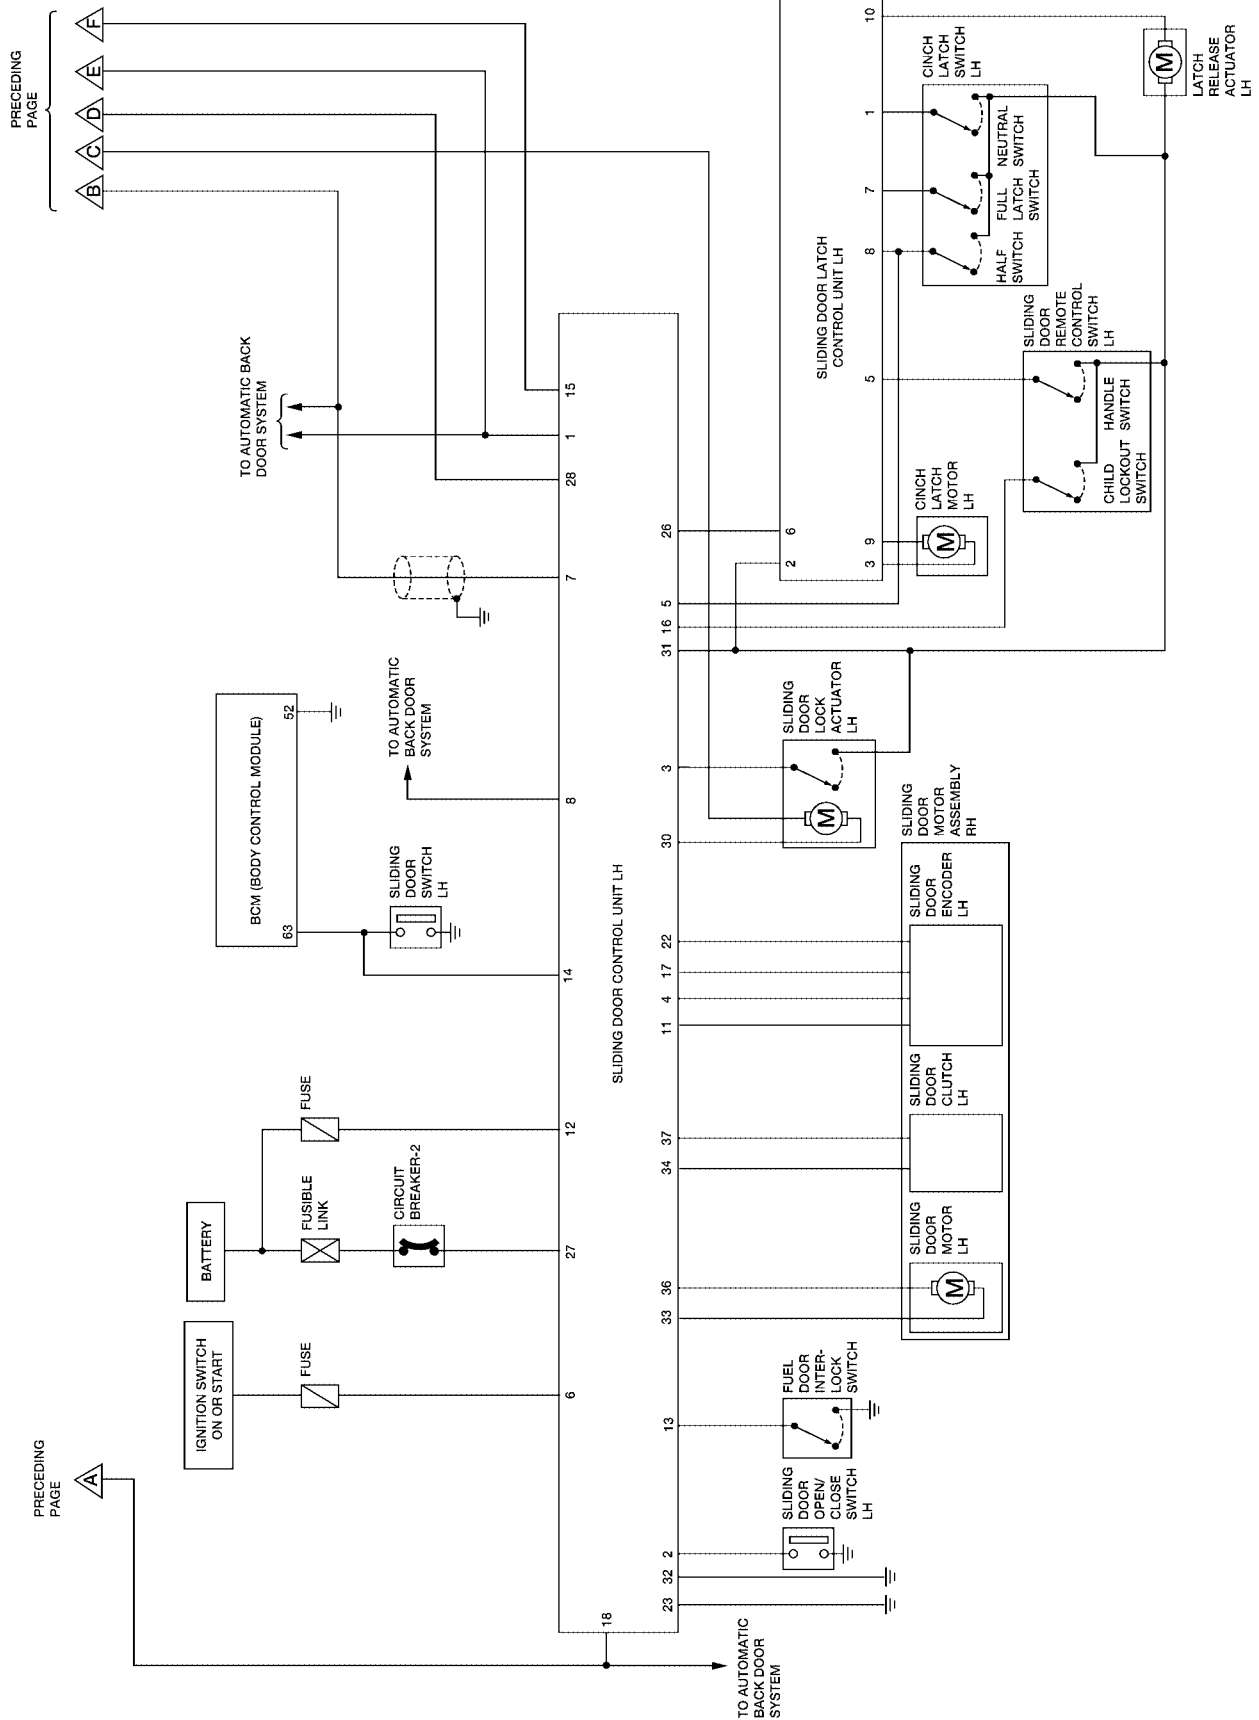 PRECEDING
PAGE
A
PRECEDING
PAGE
B
C
D
E
F
IGNITION SWITCH
ON OR START
FUSE
6
BATTERY
FUSIBLE
LINK
CIRCUIT
BREAKER-2
27
FUSE
12
BCM (BODY CONTROL MODULE)
63
52
14
SLIDING
DOOR
SWITCH
LH
TO AUTOMATIC
BACK DOOR
SYSTEM
8
7
TO AUTOMATIC BACK
DOOR SYSTEM
28
1
15
18
TO AUTOMATIC
BACK DOOR
SYSTEM
SLIDING DOOR CONTROL UNIT LH
23
32
2
SLIDING
DOOR
OPEN/
CLOSE
SWITCH
LH
13
FUEL
DOOR
INTER-
LOCK
SWITCH
33
36
34
37
11
4
17
22
SLIDING
DOOR
MOTOR
LH
M
SLIDING
DOOR
CLUTCH
LH
SLIDING
DOOR
ENCODER
LH
SLIDING
DOOR
MOTOR
ASSEMBLY
RH
30
3
SLIDING
DOOR
LOCK
ACTUATOR
LH
M
31
16
5
26
SLIDING DOOR LATCH
CONTROL UNIT LH
2
6
3
9
5
8
7
1
10
CINCH
LATCH
MOTOR
LH
M
SLIDING
DOOR
REMOTE
CONTROL
SWITCH
LH
CHILD
LOCKOUT
SWITCH
HANDLE
SWITCH
CINCH
LATCH
SWITCH
LH
HALF
SWITCH
FULL
LATCH
SWITCH
NEUTRAL
SWITCH
M
LATCH
RELEASE
ACTUATOR
LH